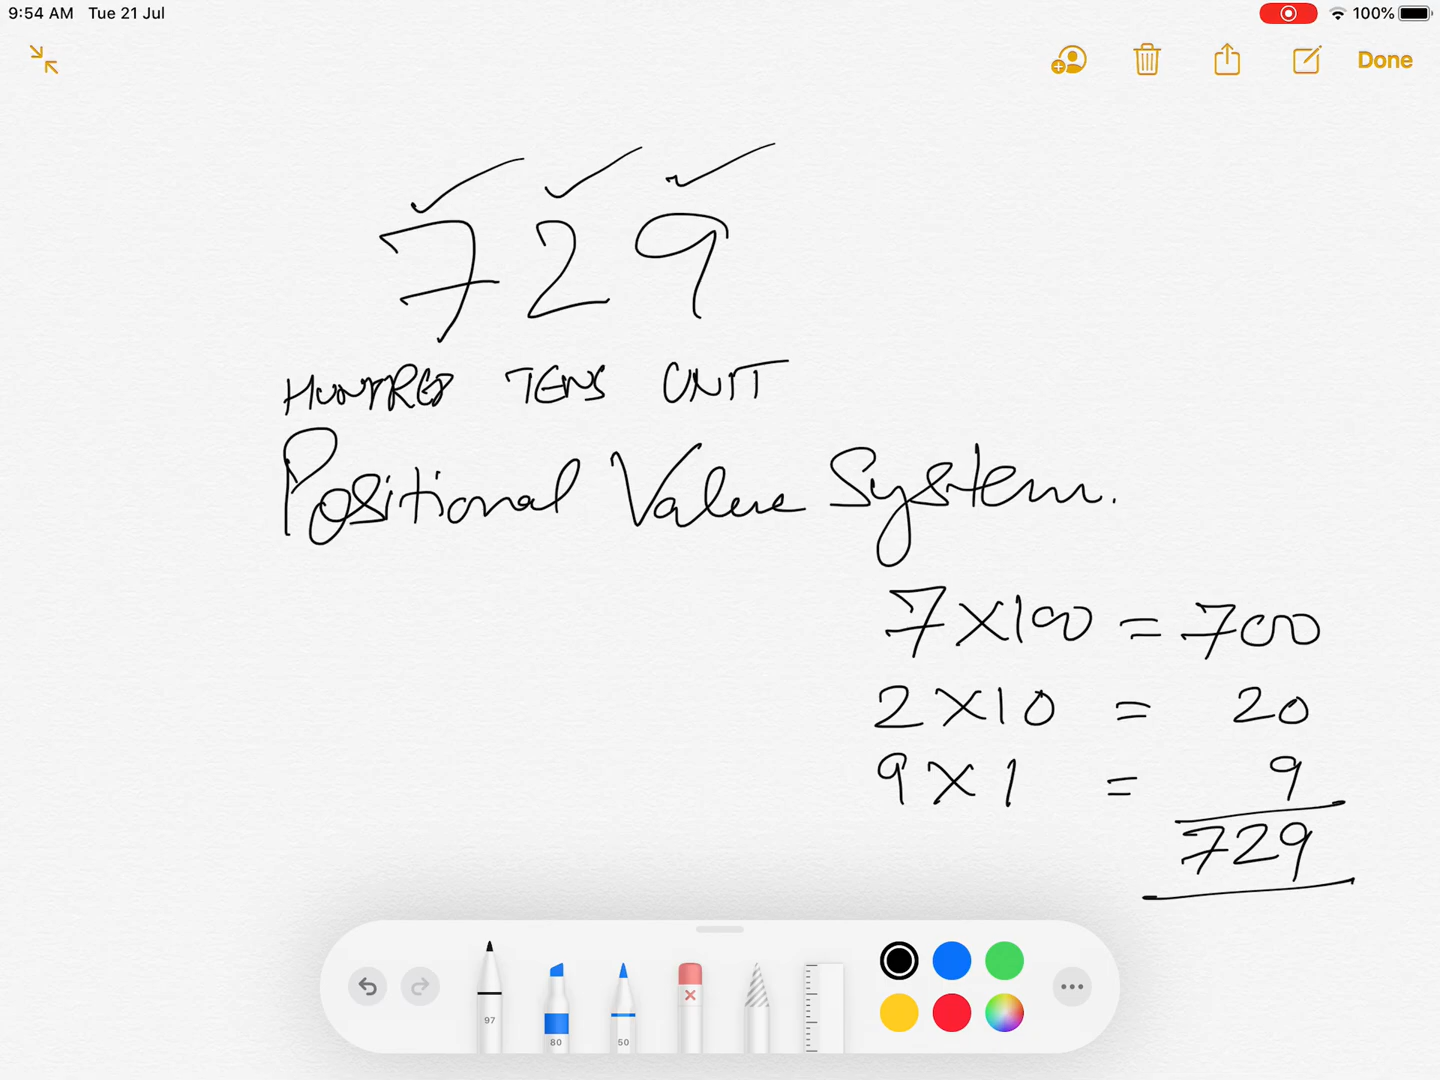 9:54 AM Tue 21 Jul
100%
Done
729
HUNDRED TENS UNIT
Positional Value System.
7 × 100 = 700
2 × 10 = 20
9 × 1 = 9
729
97
80
50